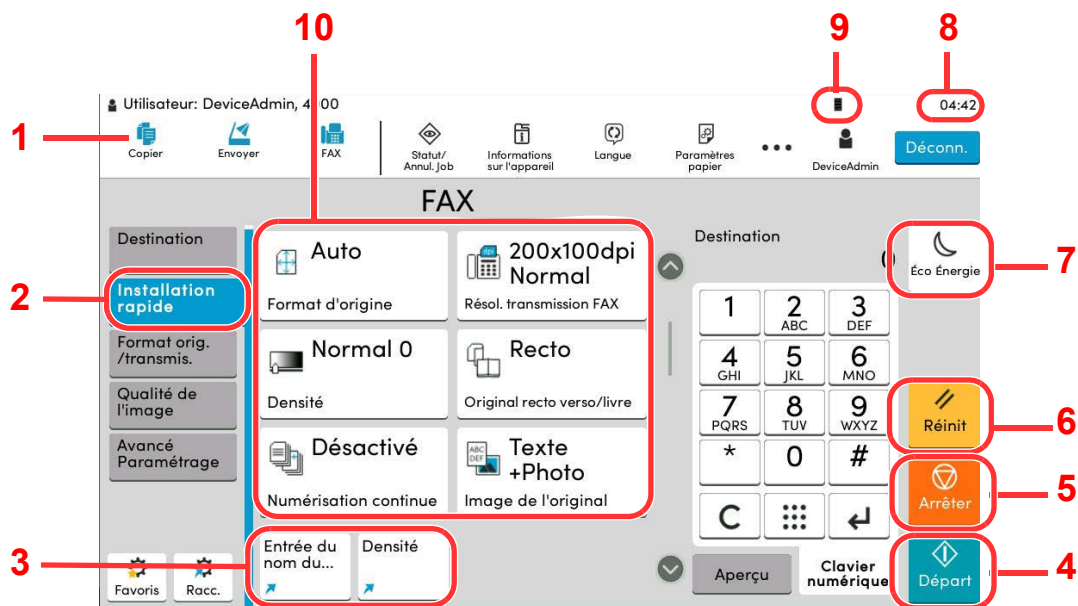 10
9
8
Utilisateur: DeviceAdmin, 4 00
04:42
1
Copier
Envoyer
FAX
Statut/
Annul. Job
Informations
sur l'appareil
Langue
Paramètres
papier
DeviceAdmin
Déconn.
FAX
Destination
2
Installation
rapide
Format orig.
/transmis.
Qualité de
l'image
Avancé
Paramétrage
Auto
Format d'origine
200x100dpi
Normal
Résol. transmission FAX
Normal 0
Densité
Recto
Original recto verso/livre
Désactivé
Numérisation continue
ABC
DEF
Texte
+Photo
Image de l'original
Destination
0
Éco Énergie
7
1
2
ABC
3
DEF
4
GHI
5
JKL
6
MNO
7
PQRS
8
TUV
9
WXYZ
*
0
#
C
Réinit
6
Arrêter
5
3
Entrée du
nom du...
Densité
Favoris
Racc.
Aperçu
Clavier
numérique
Départ
4